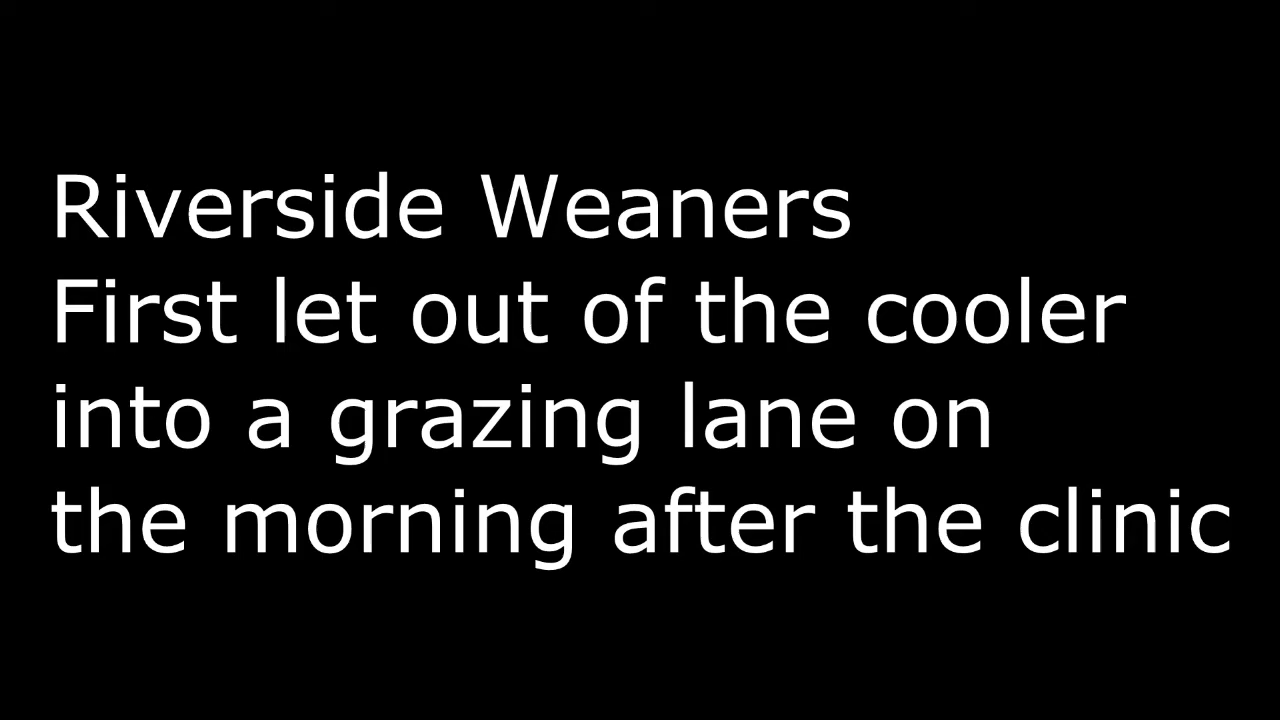 Riverside Weaners
First let out of the cooler
into a grazing lane on
the morning after the clinic